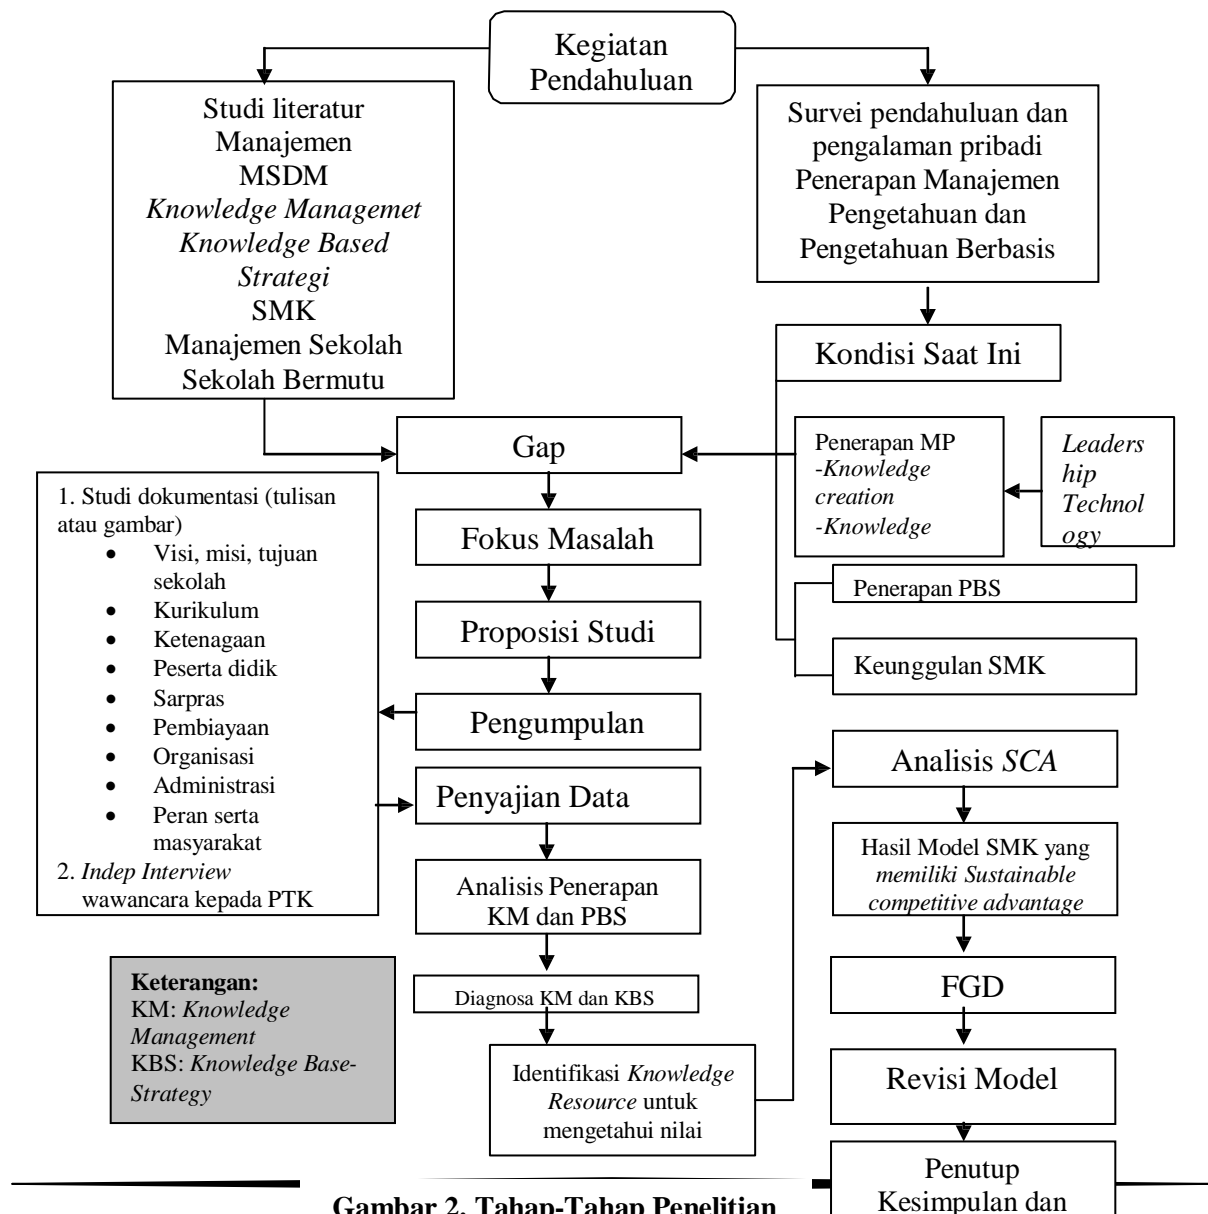 Kegiatan
Pendahuluan
Studi literatur
Manajemen
MSDM
Knowledge Managemet
Knowledge Based
Strategi
SMK
Manajemen Sekolah
Sekolah Bermutu
Survei pendahuluan dan
pengalaman pribadi
Penerapan Manajemen
Pengetahuan dan
Pengetahuan Berbasis
Kondisi Saat Ini
Gap
Penerapan MP
-Knowledge
creation
-Knowledge
Leaders
hip
Technol
ogy
Fokus Masalah
Penerapan PBS
Proposisi Studi
Keunggulan SMK
Pengumpulan
1. Studi dokumentasi (tulisan
atau gambar)
• Visi, misi, tujuan
sekolah
• Kurikulum
• Ketenagaan
• Peserta didik
• Sarpras
• Pembiayaan
• Organisasi
• Administrasi
• Peran serta
masyarakat
2. Indep Interview
wawancara kepada PTK
Penyajian Data
Analisis Penerapan
KM dan PBS
Diagnosa KM dan KBS
Identifikasi Knowledge
Resource untuk
mengetahui nilai
Analisis SCA
Hasil Model SMK yang
memiliki Sustainable
competitive advantage
FGD
Revisi Model
Penutup
Kesimpulan dan
Keterangan:
KM: Knowledge
Management
KBS: Knowledge Base-
Strategy
Gambar 2. Tahap-Tahap Penelitian